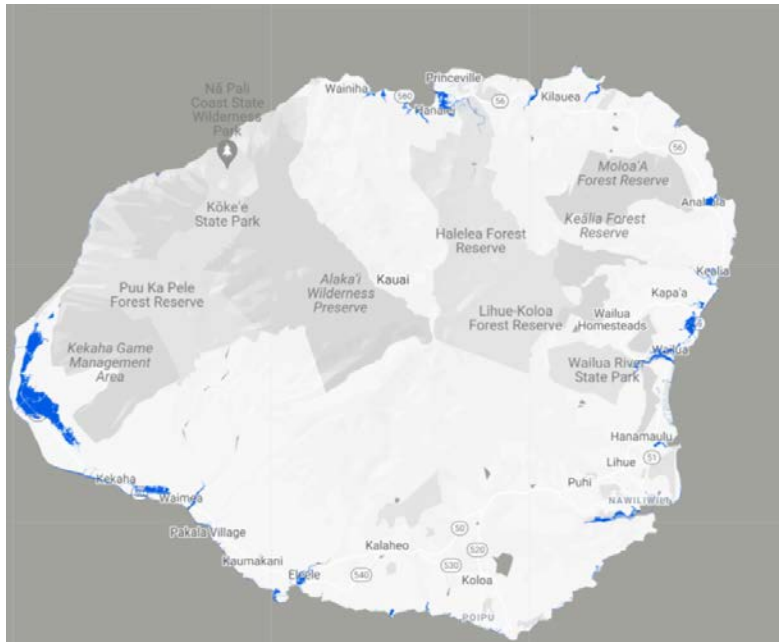 Princeville
Nā Pali
Coast State
Wilderness
Park
Wainiha
560
Hanalei
56
Kilauea
56
Moloa'A
Forest Reserve
Kōke'e
State Park
Anahola
Keālia Forest
Reserve
Halelea Forest
Reserve
Kealia
Alaka'i
Wilderness
Preserve
Kauai
Puu Ka Pele
Forest Reserve
Kapa'a
Lihue-Koloa
Forest Reserve
Wailua
Homesteads
Kekaha Game
Management
Area
Wailua
Wailua River
State Park
Hanamaulu
51
Lihue
Kekaha
Puhi
Waimea
NAWILIWILI
Pakala Village
50
Kalaheo
520
Kaumakani
530
Eleele
540
Koloa
POIPU